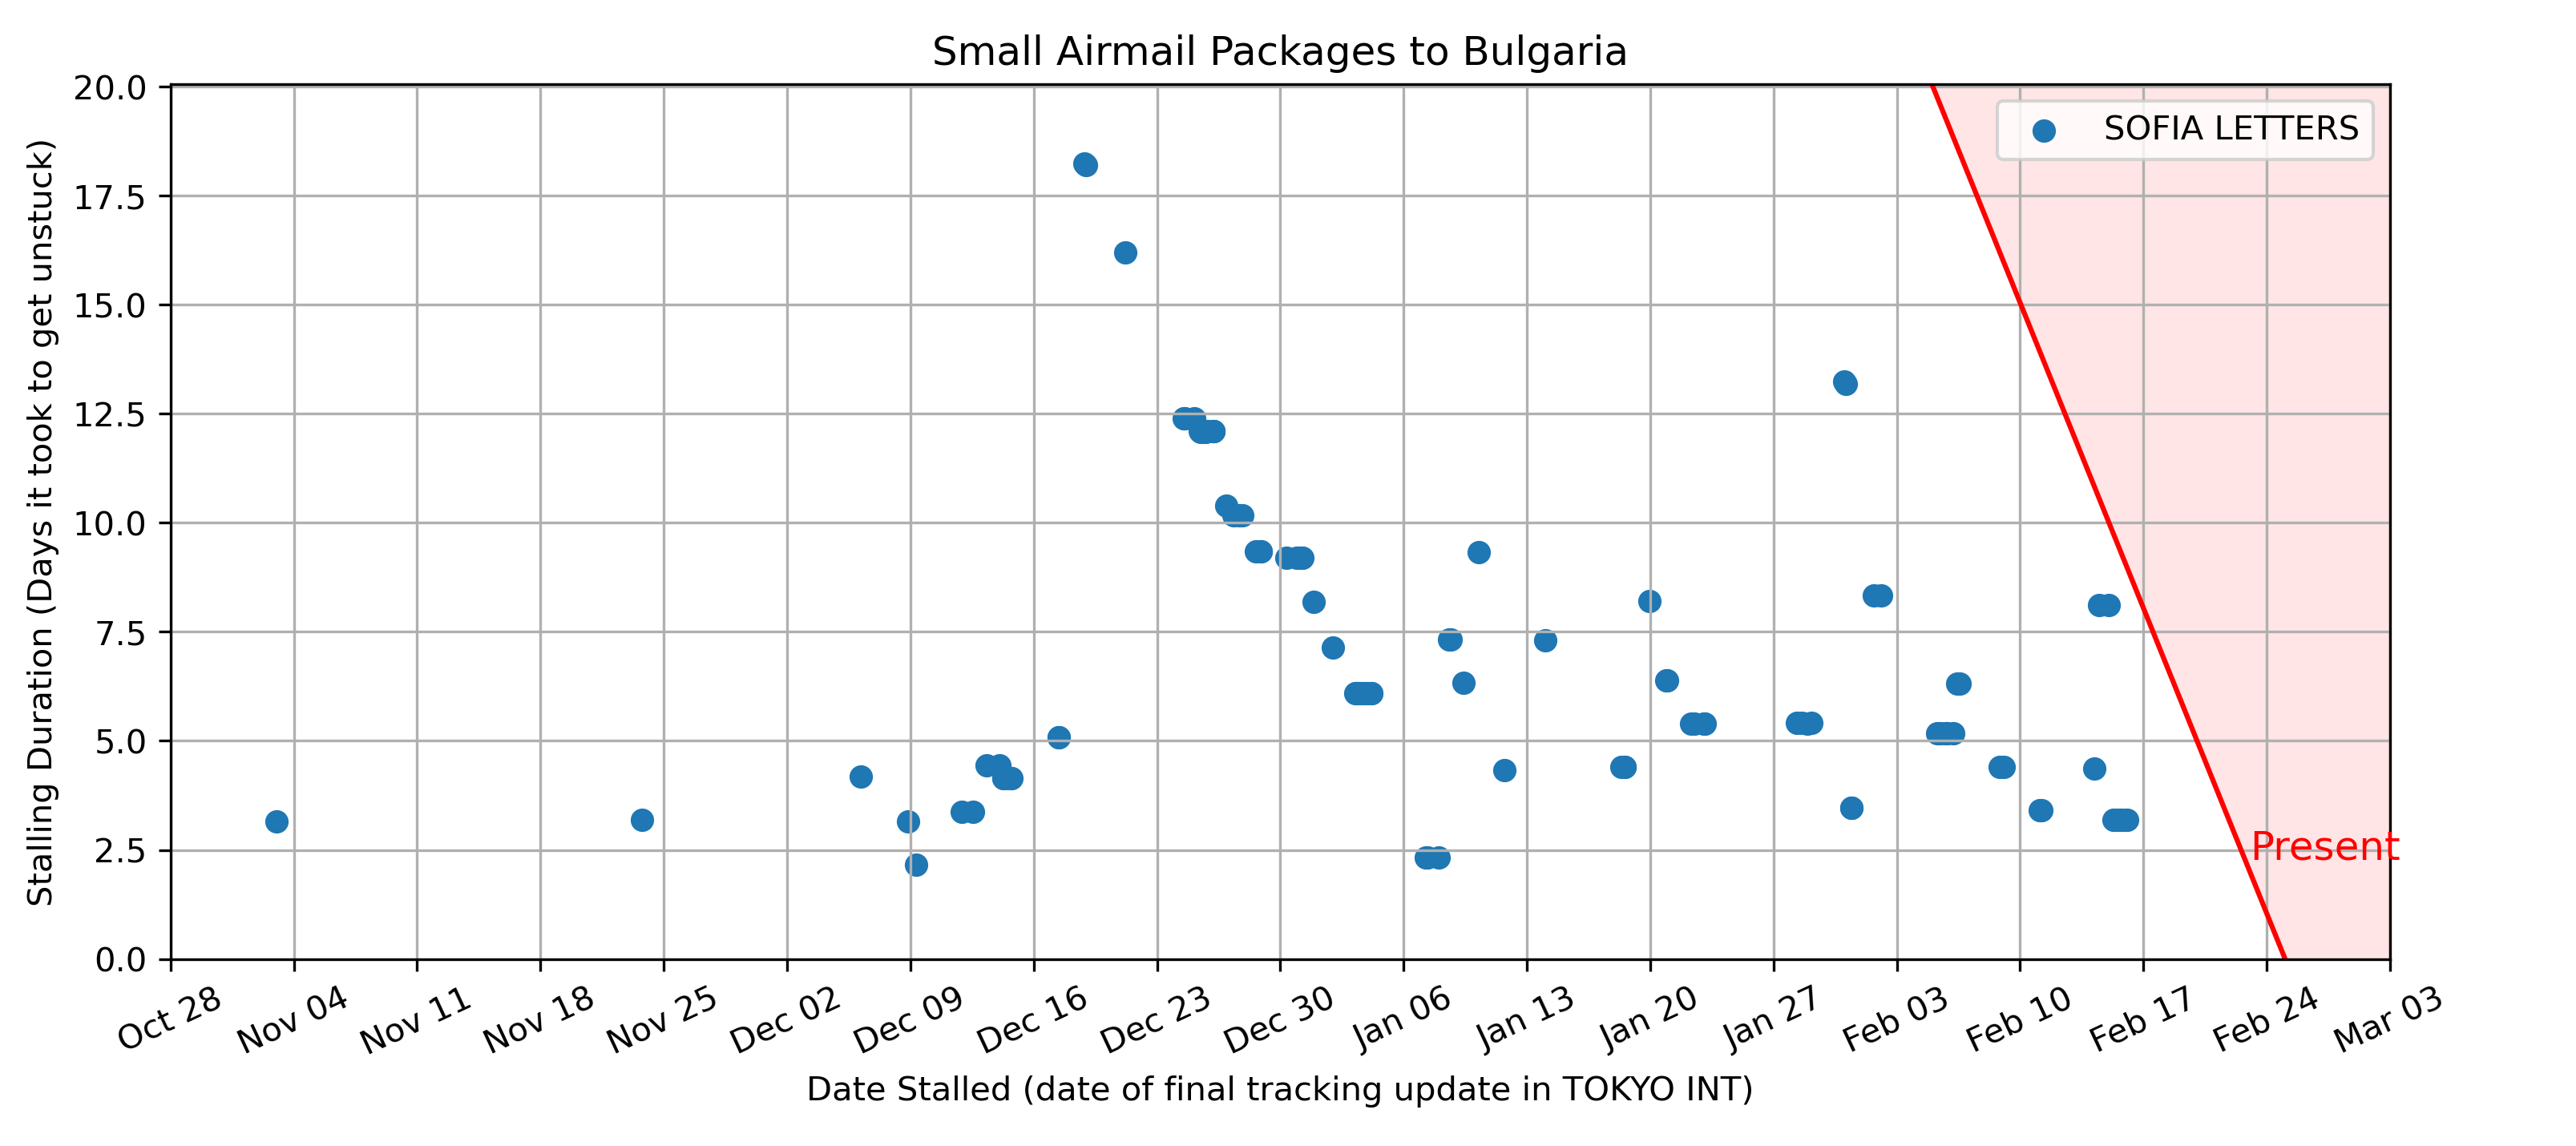 Small Airmail Packages to Bulgaria
Stalling Duration (Days it took to get unstuck)
20.0
17.5
15.0
12.5
10.0
7.5
5.0
2.5
0.0
SOFIA LETTERS
Present
Oct 28
Nov 04
Nov 11
Nov 18
Nov 25
Dec 02
Dec 09
Dec 16
Dec 23
Dec 30
Jan 06
Jan 13
Jan 20
Jan 27
Feb 03
Feb 10
Feb 17
Feb 24
Mar 03
Date Stalled (date of final tracking update in TOKYO INT)